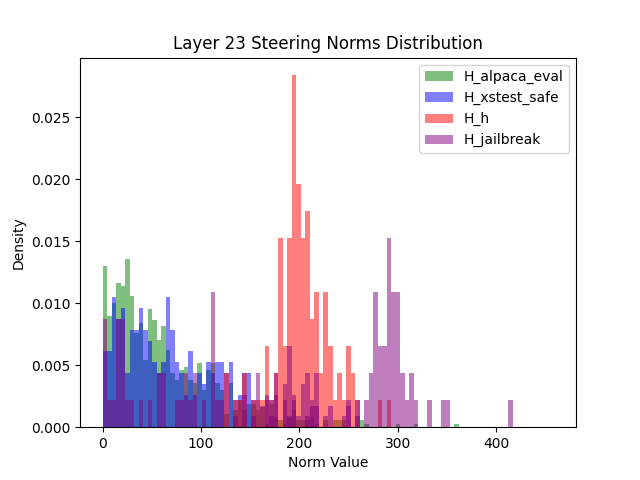 Layer 23 Steering Norms Distribution
H_alpaca_eval
H_xstest_safe
H_h
H_jailbreak
Density
0.025
0.020
0.015
0.010
0.005
0.000
0
100
200
300
400
Norm Value